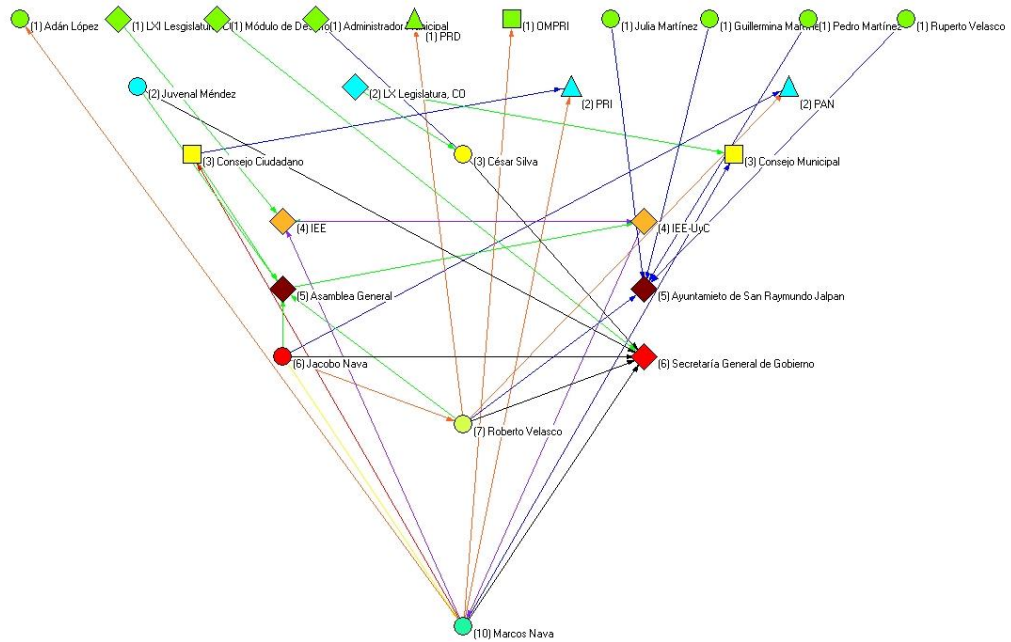 (1) Adán López
(1) LXI Lesgislatura
(1) Módulo de
(1) Administrador Municipal
(1) PRD
(1) OMPRI
(1) Julia Martínez
(1) Guillermina
(1) Pedro Martínez
(1) Ruperto Velasco
(2) Juvenal Méndez
(2) LX Legislatura, CO
(2) PRI
(2) PAN
(3) Consejo Ciudadano
(3) César Silva
(3) Consejo Municipal
(4) IEE
(4) IEE-UyC
(5) Asamblea General
(5) Ayuntamieto de San Raymundo Jalpan
(6) Jacobo Nava
(6) Secretaría General de Gobierno
(7) Roberto Velasco
(10) Marcos Nava